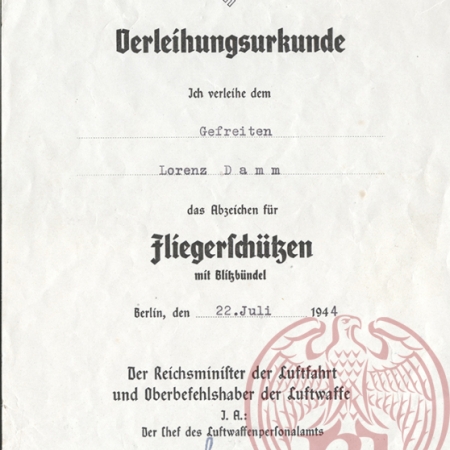 Verleihungsurkunde
Ich verleihe dem
Gefreiten
Lorenz Damm
das Abzeichen für
Fliegerschützen
mit Blitzbündel
Berlin, den 22.Juli 1944
Der Reichsminister der Luftfahrt
und Oberbefehlshaber der Luftwaffe
J. A.:
Der Chef des Luftwaffenpersonalamts